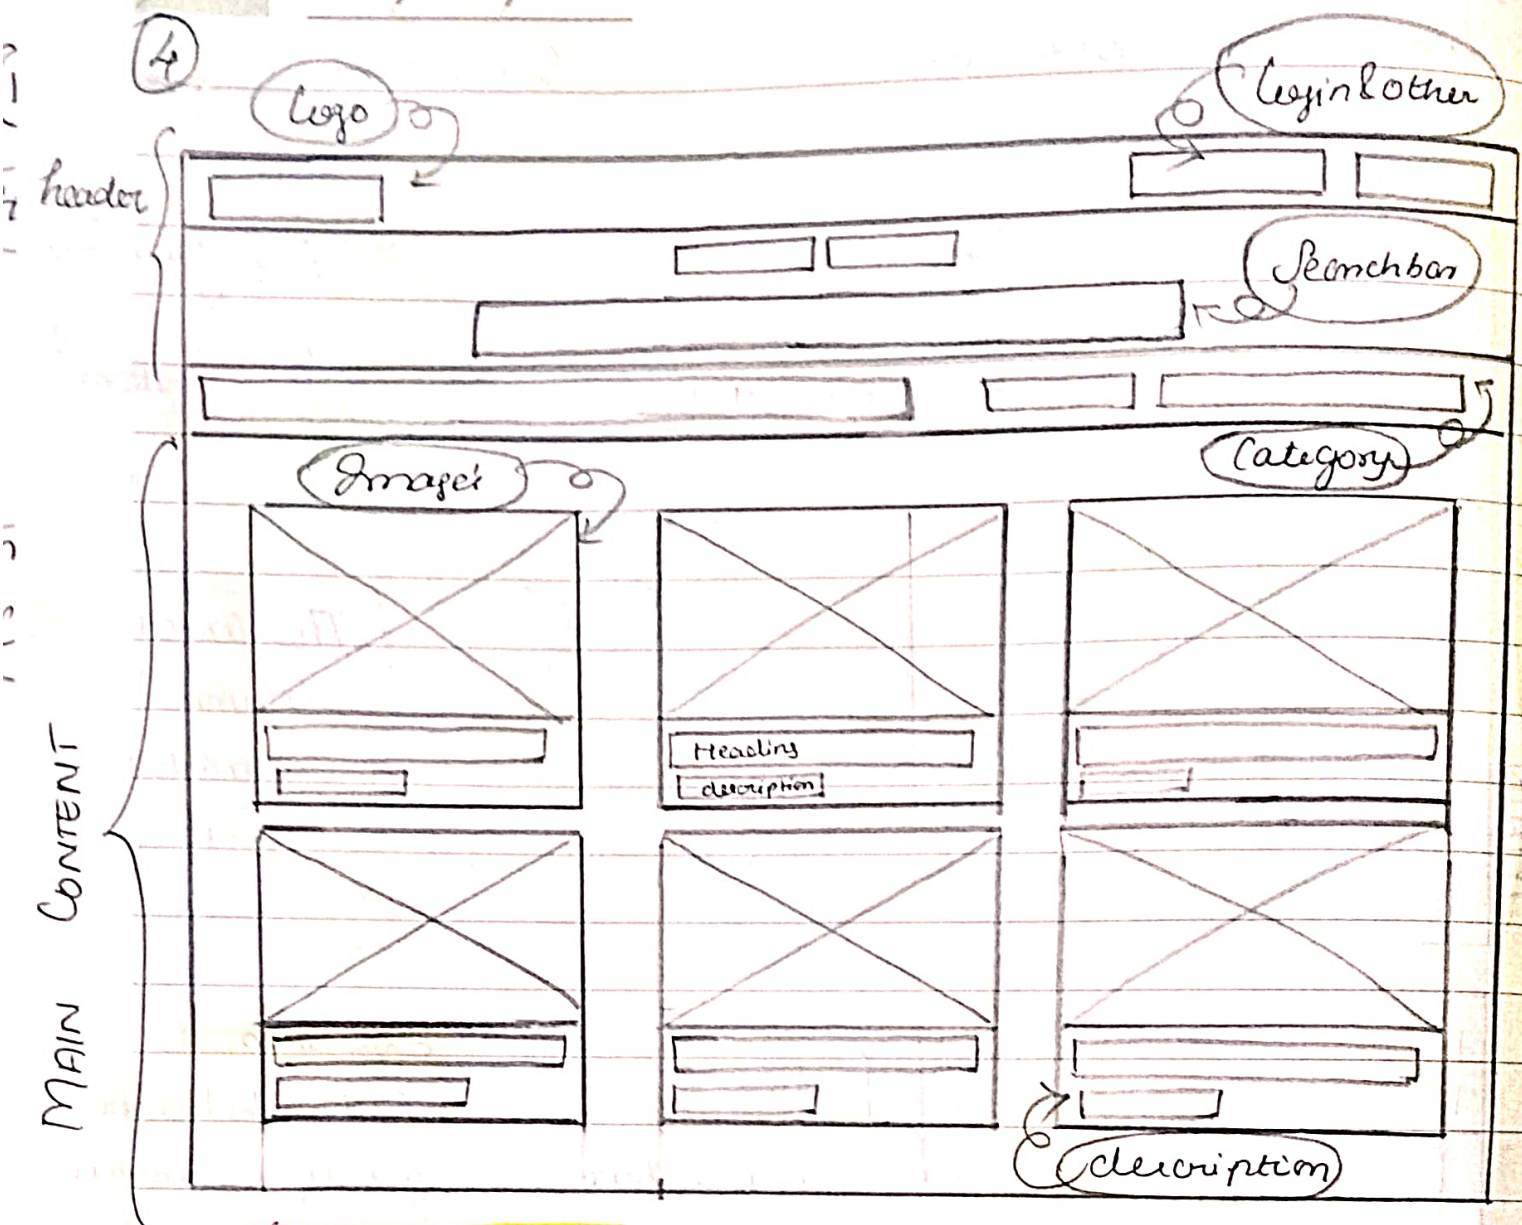 4
Logo
Login & other
header
Searchbar
Category
Images
Heading
description
MAIN CONTENT
description